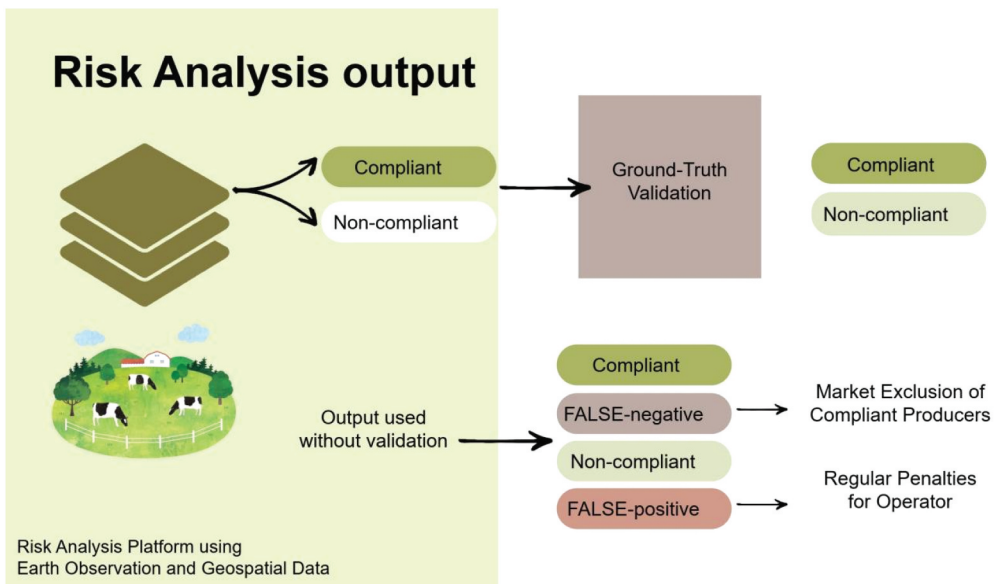 Risk Analysis output
Compliant
Non-compliant
Ground-Truth
Validation
Compliant
Non-compliant
Output used
without validation
Compliant
FALSE-negative
Non-compliant
FALSE-positive
Market Exclusion of
Compliant Producers
Regular Penalties
for Operator
Risk Analysis Platform using
Earth Observation and Geospatial Data